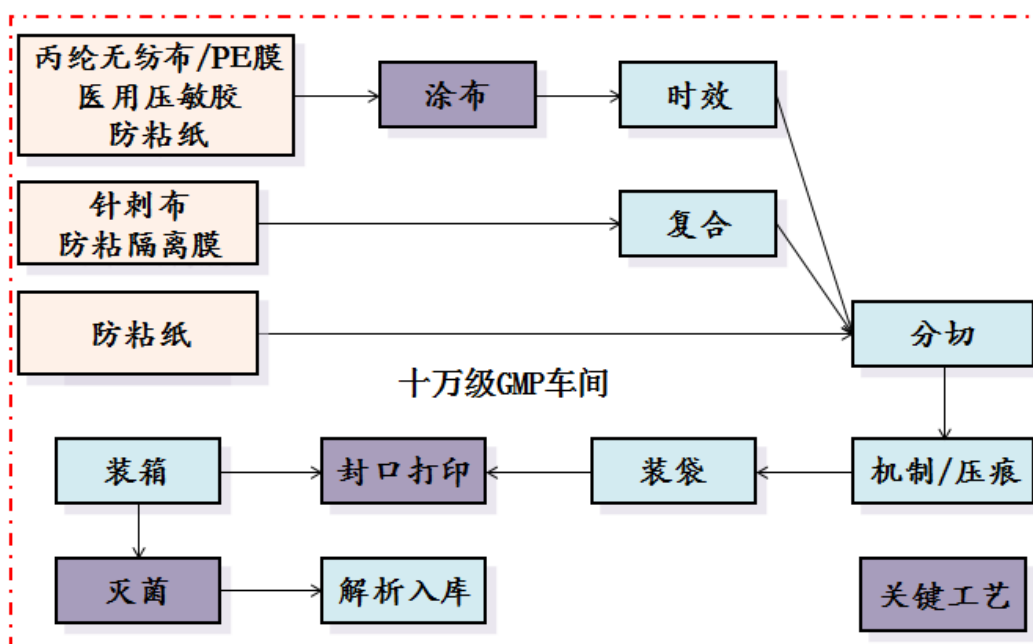 丙纶无纺布/PE膜
医用压敏胶
防粘纸
涂布
时效
针刺布
防粘隔离膜
复合
防粘纸
分切
十万级GMP车间
装箱
封口打印
装袋
机制/压痕
灭菌
解析入库
关键工艺